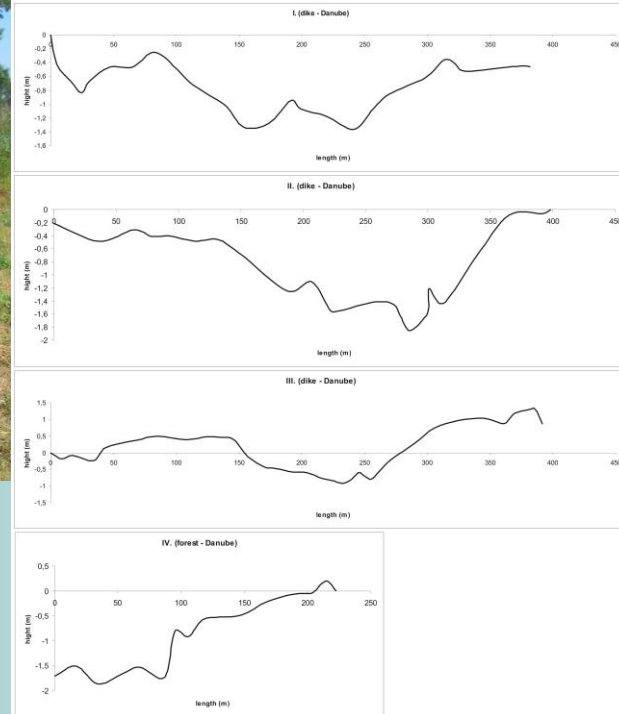 I. (dike - Danube)
0
-0,2
-0,4
-0,6
-0,8
-1
-1,2
-1,4
-1,6
0 50 100 150 200 250 300 350 400 450
hight (m)
length (m)
II. (dike - Danube)
0
-0,2
-0,4
-0,6
-0,8
-1
-1,2
-1,4
-1,6
-1,8
-2
0 50 100 150 200 250 300 350 400 450
hight (m)
length (m)
III. (dike - Danube)
1,5
1
0,5
0
-0,5
-1
-1,5
0 50 100 150 200 250 300 350 400 450
hight (m)
length (m)
IV. (forest - Danube)
0,5
0
-0,5
-1
-1,5
-2
0 50 100 150 200 250
hight (m)
length (m)